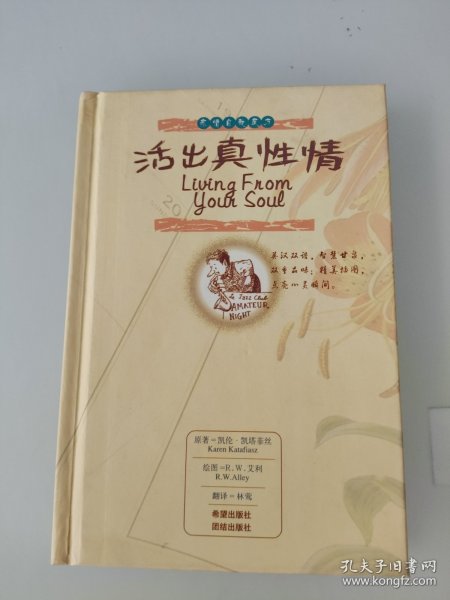 活出真性情
Living From
Your Soul
英汉双语，智慧甘泉，
双重品味；精美插图，
点亮心灵瞬间。
Jazz Club
AMATEUR
NIGHT
原著=凯伦·凯塔菲丝
Karen Katafiasz
绘图=R.W.艾利
R.W.Alley
翻译=林莺
希望出版社
团结出版社
孔夫子旧书网
www.kongfz.com